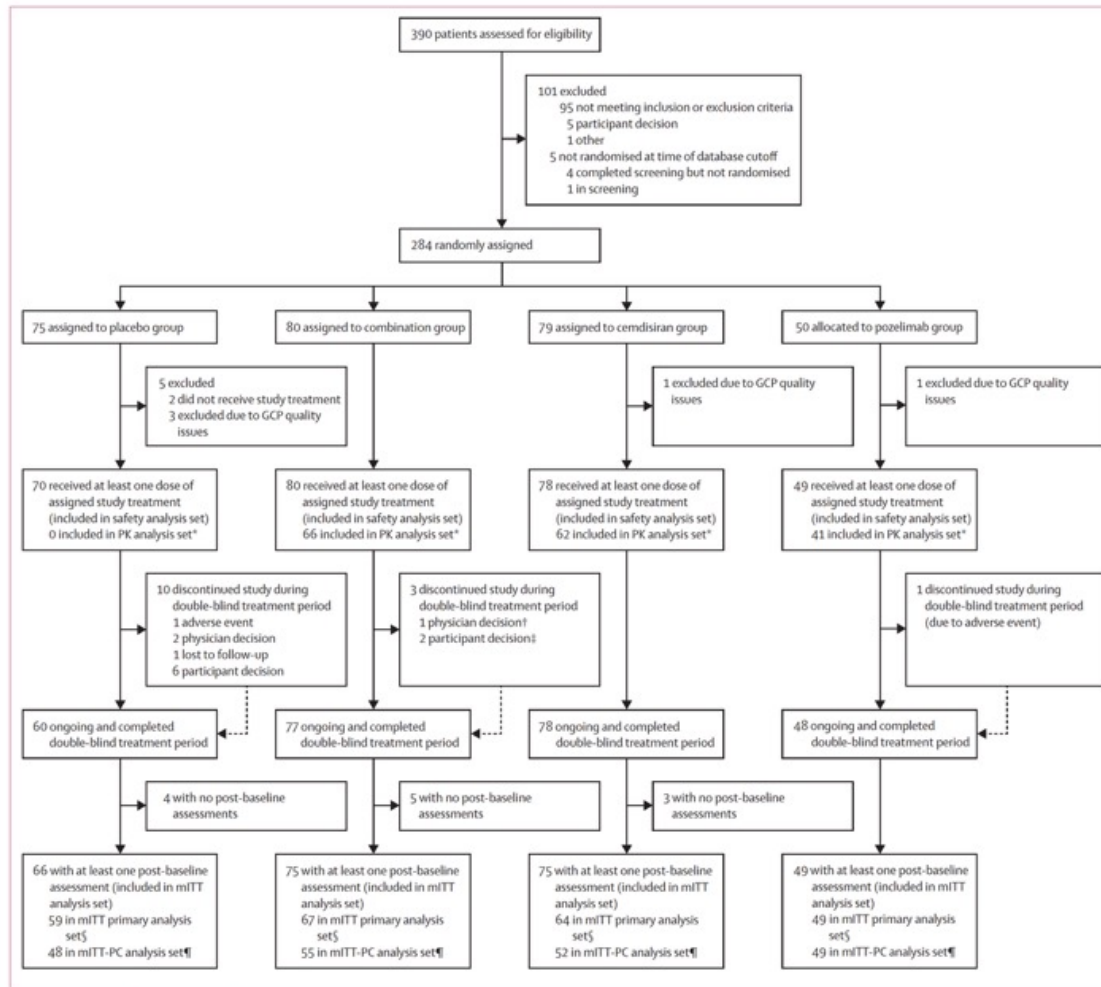 390 patients assessed for eligibility
101 excluded
95 not meeting inclusion or exclusion criteria
5 participant decision
1 other
5 not randomised at time of database cutoff
4 completed screening but not randomised
1 in screening
284 randomly assigned
75 assigned to placebo group
80 assigned to combination group
79 assigned to cemdisiran group
50 allocated to pozelimab group
5 excluded
2 did not receive study treatment
3 excluded due to GCP quality
issues
1 excluded due to GCP quality
issues
1 excluded due to GCP quality
issues
70 received at least one dose of
assigned study treatment
(included in safety analysis set)
0 included in PK analysis set*
80 received at least one dose of
assigned study treatment
(included in safety analysis set)
66 included in PK analysis set*
78 received at least one dose of
assigned study treatment
(included in safety analysis set)
62 included in PK analysis set*
49 received at least one dose of
assigned study treatment
(included in safety analysis set)
41 included in PK analysis set*
10 discontinued study during
double-blind treatment period
1 adverse event
2 physician decision
1 lost to follow-up
6 participant decision
3 discontinued study during
double-blind treatment period
1 physician decision†
2 participant decision‡
1 discontinued study during
double-blind treatment period
(due to adverse event)
60 ongoing and completed
double-blind treatment period
77 ongoing and completed
double-blind treatment period
78 ongoing and completed
double-blind treatment period
48 ongoing and completed
double-blind treatment period
4 with no post-baseline
assessments
5 with no post-baseline
assessments
3 with no post-baseline
assessments
66 with at least one post-baseline
assessment (included in mITT
analysis set)
59 in mITT primary analysis
set§
48 in mITT-PC analysis set¶
75 with at least one post-baseline
assessment (included in mITT
analysis set)
67 in mITT primary analysis
set§
55 in mITT-PC analysis set¶
75 with at least one post-baseline
assessment (included in mITT
analysis set)
64 in mITT primary analysis
set§
52 in mITT-PC analysis set¶
49 with at least one post-baseline
assessment (included in mITT
analysis set)
49 in mITT primary analysis
set§
49 in mITT-PC analysis set¶